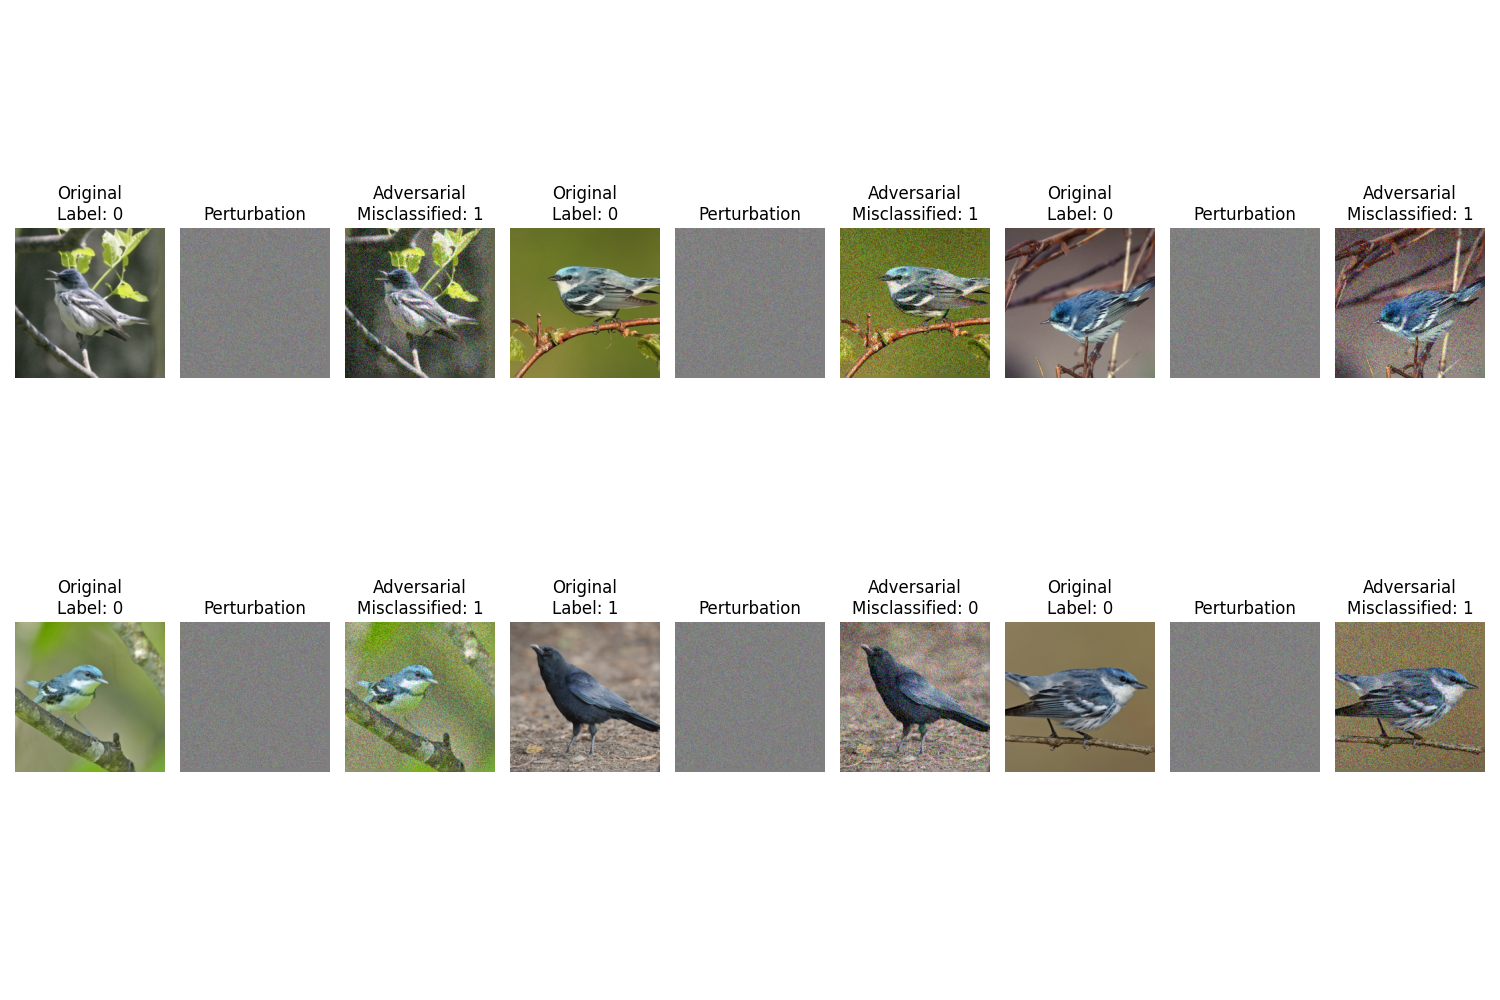 Original
Label: 0
Perturbation
Adversarial
Misclassified: 1
Original
Label: 0
Perturbation
Adversarial
Misclassified: 1
Original
Label: 0
Perturbation
Adversarial
Misclassified: 1
Original
Label: 0
Perturbation
Adversarial
Misclassified: 1
Original
Label: 1
Perturbation
Adversarial
Misclassified: 0
Original
Label: 0
Perturbation
Adversarial
Misclassified: 1